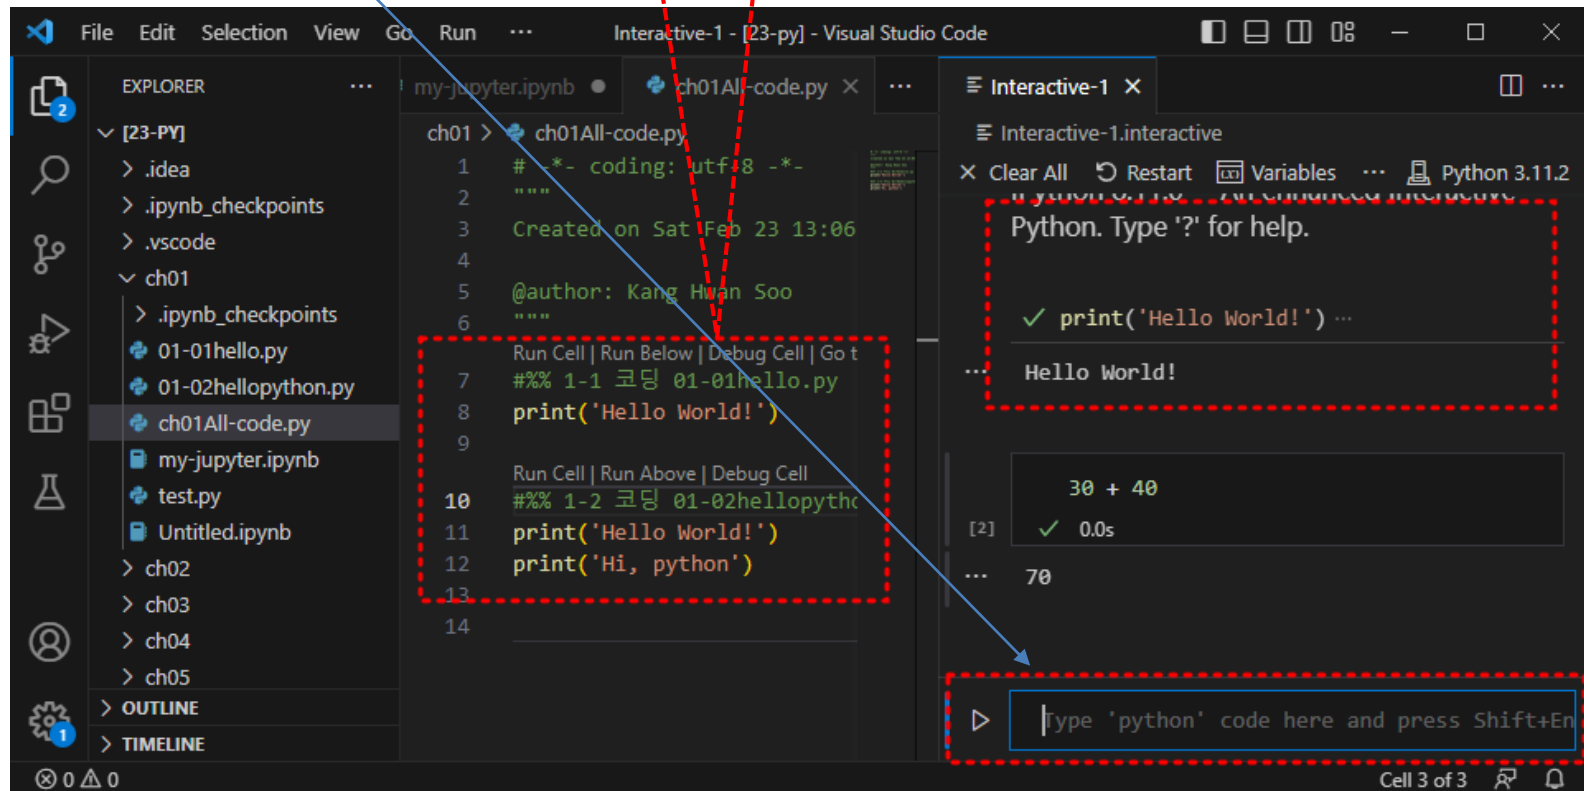 File Edit Selection View Go Run ··· Interactive-1 - [23-py] - Visual Studio Code
EXPLORER ···
2
[23-PY]
.idea
.ipynb_checkpoints
.vscode
ch01
.ipynb_checkpoints
01-01hello.py
01-02hellopython.py
ch01All-code.py
my-jupyter.ipynb
test.py
Untitled.ipynb
ch02
ch03
ch04
ch05
OUTLINE
TIMELINE
1
my-jupyter.ipynb ch01All-code.py ···
ch01 > ch01All-code.py
1 # -*- coding: utf-8 -*-
2 """
3 Created on Sat Feb 23 13:06
4
5 @author: Kang Hwan Soo
6 """
Run Cell | Run Below | Debug Cell | Go t
7 #%% 1-1 코딩 01-01hello.py
8 print('Hello World!')
9
Run Cell | Run Above | Debug Cell
10 #%% 1-2 코딩 01-02hellopytho
11 print('Hello World!')
12 print('Hi, python')
13
14
Interactive-1 ···
Interactive-1.interactive
Clear All Restart Variables ··· Python 3.11.2
An enhanced Interactive
Python. Type '?' for help.
print('Hello World!') ···
··· Hello World!
30 + 40
[2] 0.0s
··· 70
Type 'python' code here and press Shift+En
0 0 Cell 3 of 3